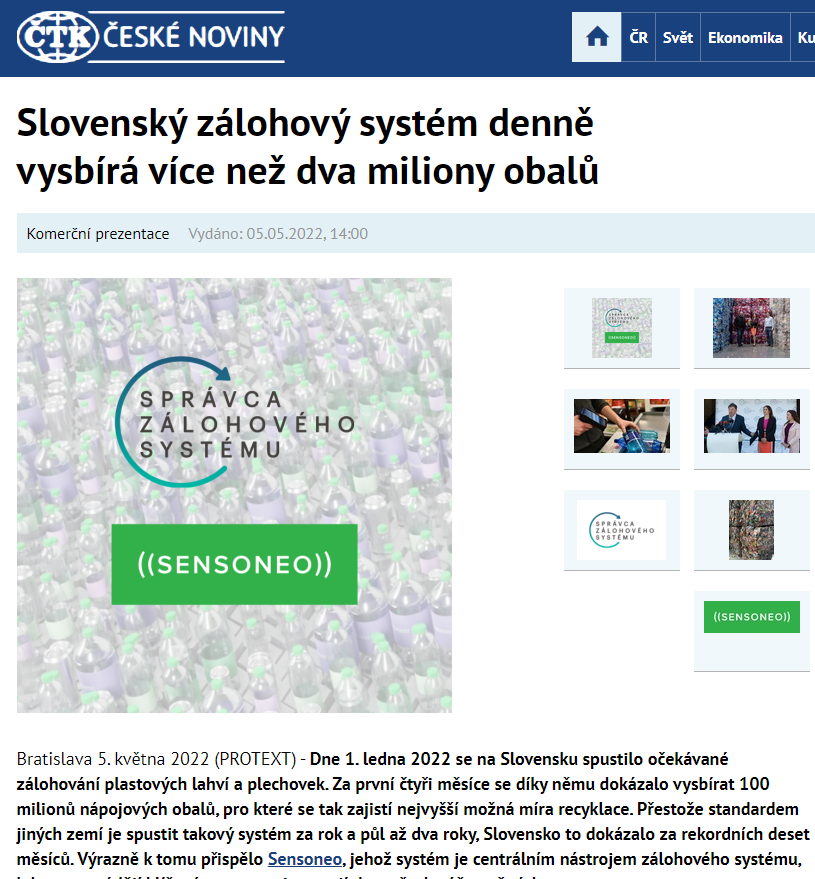 ČTK ČESKÉ NOVINY
ČR
Svět
Ekonomika
Ku
Slovenský zálohový systém denně
vysbírá více než dva miliony obalů
Komerční prezentace Vydáno: 05.05.2022, 14:00
SPRÁVCA
ZÁLOHOVÉHO
SYSTÉMU
((SENSONEO))
SPRÁVCA
ZÁLOHOVÉHO
SYSTÉMU
((SENSONEO))
SPRÁVCA
ZÁLOHOVÉHO
SYSTÉMU
((SENSONEO))
Bratislava 5. května 2022 (PROTEXT) - Dne 1. ledna 2022 se na Slovensku spustilo očekávané
zálohování plastových lahví a plechovek. Za první čtyři měsíce se díky němu dokázalo vysbírat 100
milionů nápojových obalů, pro které se tak zajistí nejvyšší možná míra recyklace. Přestože standardem
jiných zemí je spustit takový systém za rok a půl až dva roky, Slovensko to dokázalo za rekordních deset
měsíců. Výrazně k tomu přispělo Sensoneo, jehož systém je centrálním nástrojem zálohového systému,